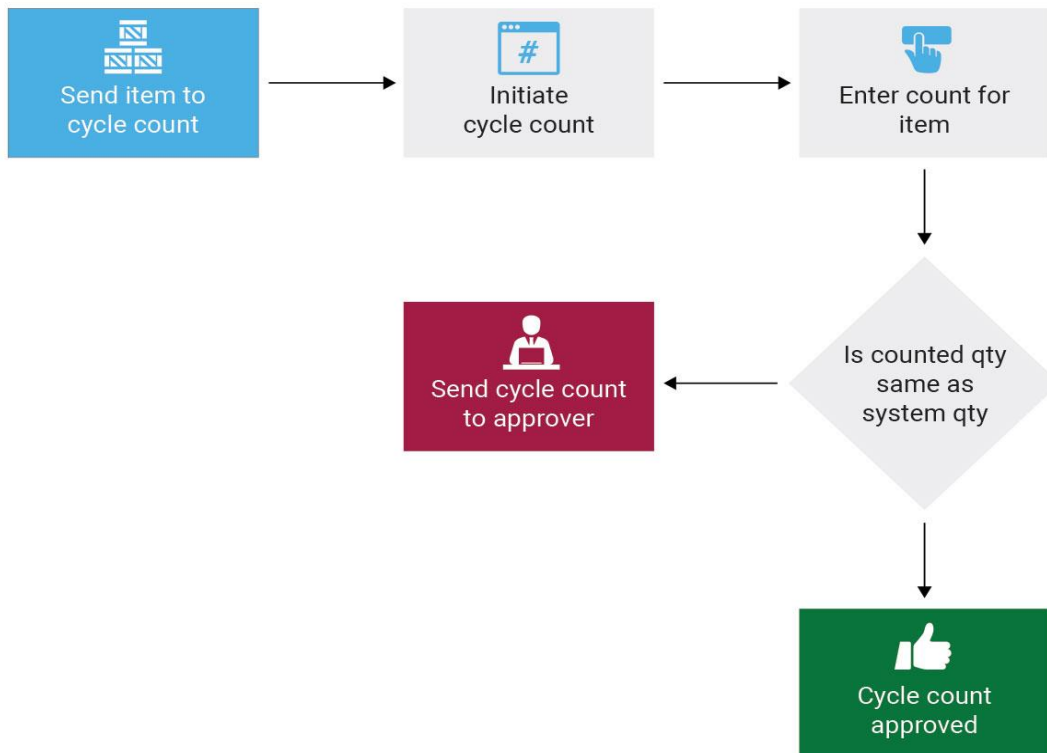 Send item to
cycle count
#
Initiate
cycle count
Enter count for
item
Is counted qty
same as
system qty
Send cycle count
to approver
Cycle count
approved